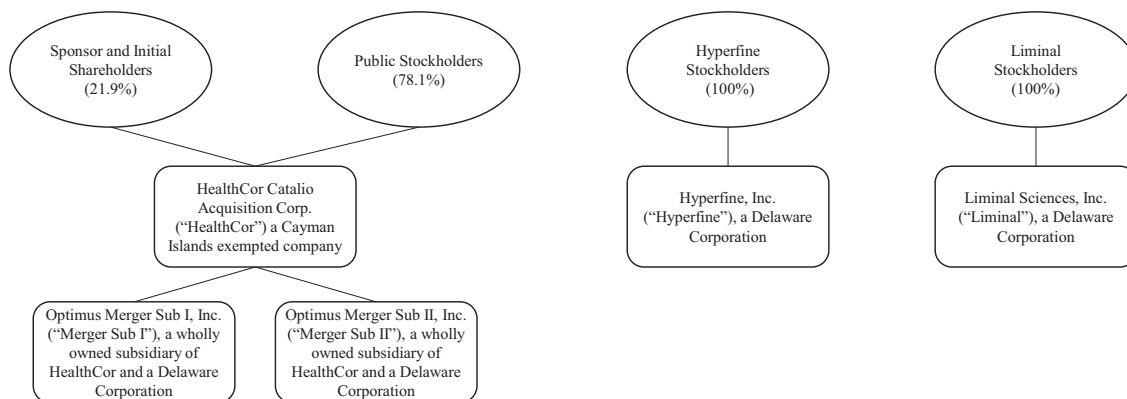 Sponsor and Initial
Shareholders
(21.9%)
Public Stockholders
(78.1%)
Hyperfine
Stockholders
(100%)
Liminal
Stockholders
(100%)
HealthCor Catalio
Acquisition Corp.
(“HealthCor”) a Cayman
Islands exempted company
Hyperfine, Inc.
(“Hyperfine”), a Delaware
Corporation
Liminal Sciences, Inc.
(“Liminal”), a Delaware
Corporation
Optimus Merger Sub I, Inc.
(“Merger Sub I”), a wholly
owned subsidiary of
HealthCor and a Delaware
Corporation
Optimus Merger Sub II, Inc.
(“Merger Sub II”), a wholly
owned subsidiary of
HealthCor and a Delaware
Corporation